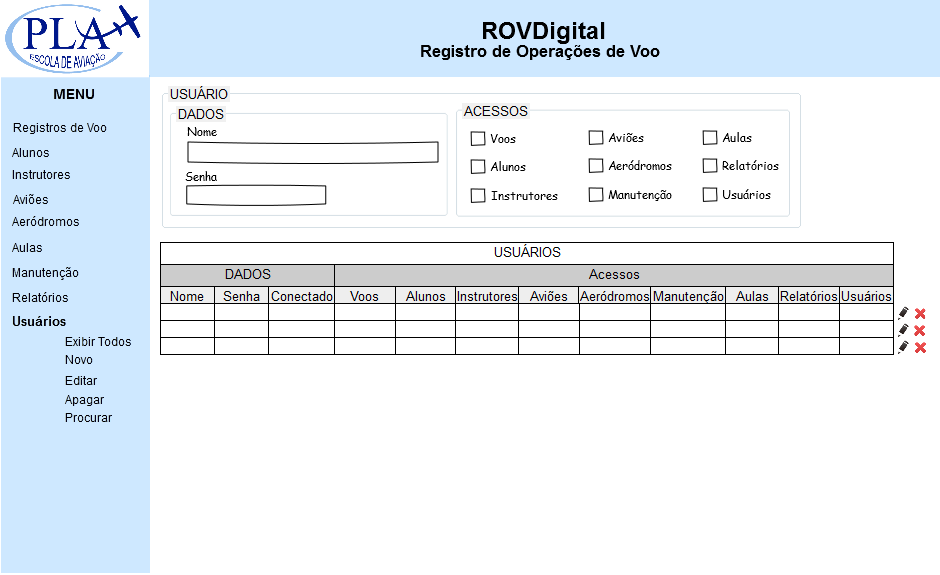 PLA
ESCOLA DE AVIAÇÃO
ROVDigital
Registro de Operações de Voo
MENU
Registros de Voo
Alunos
Instrutores
Aviões
Aeródromos
Aulas
Manutenção
Relatórios
Usuários
Exibir Todos
Novo
Editar
Apagar
Procurar
USUÁRIO
DADOS
Nome
Senha
ACESSOS
Voos Aviões Aulas
Alunos Aeródromos Relatórios
Instrutores Manutenção Usuários
USUÁRIOS
DADOS Acessos
Nome Senha Conectado Voos Alunos Instrutores Aviões Aeródromos Manutenção Aulas Relatórios Usuários